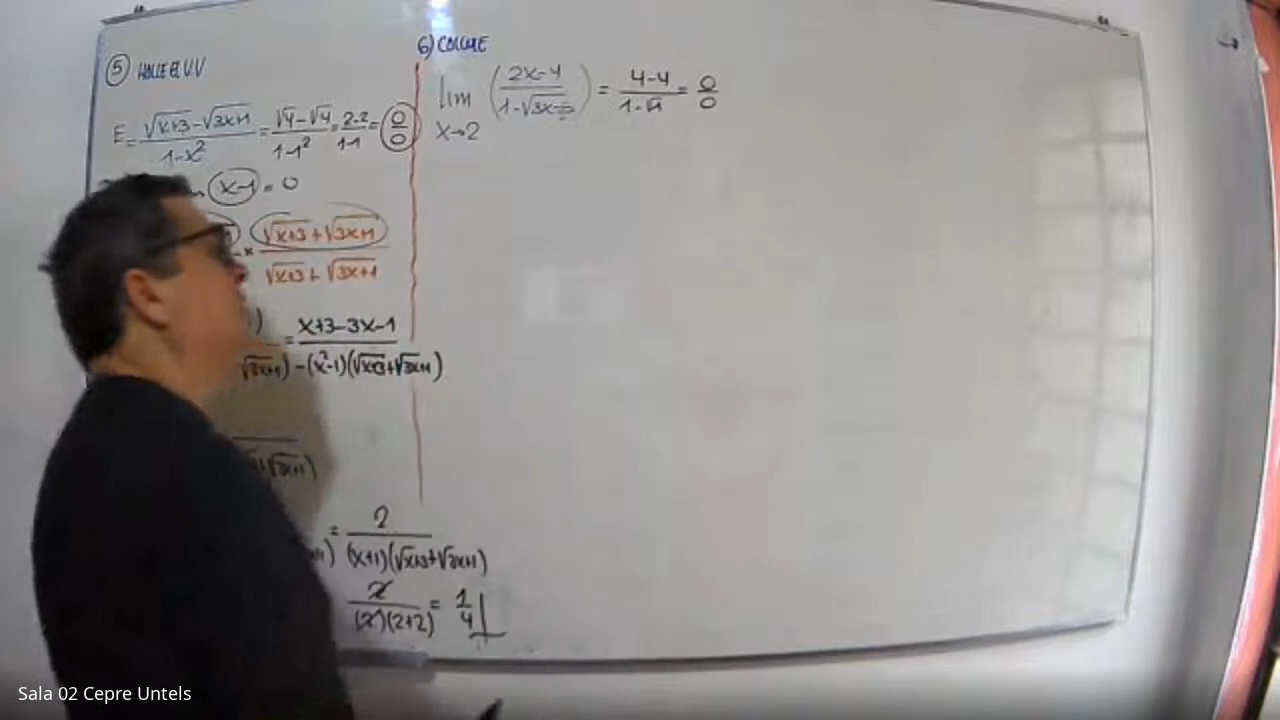 ⑤ HALLE EL V.V
E = (√(x+3) - √(3x+1)) / (1-x²) = (√4 - √4) / (1-1²) = (2-2) / (1-1) = 0/0
(x-1) = 0
× (√(x+3) + √(3x+1)) / (√(x+3) + √(3x+1))
= (x+3-3x-1) / (-(x²-1)(√(x+3)+√(3x+1)))
√(3x+1))
= 2 / ((x+1)(√(x+3)+√(3x+1)))
2 / ((2)(2+2)) = 1/4
6) CALCULE
lim x→2 ((2x-4) / (1-√(3x-5))) = (4-4) / (1-√1) = 0/0
Sala 02 Cepre Untels